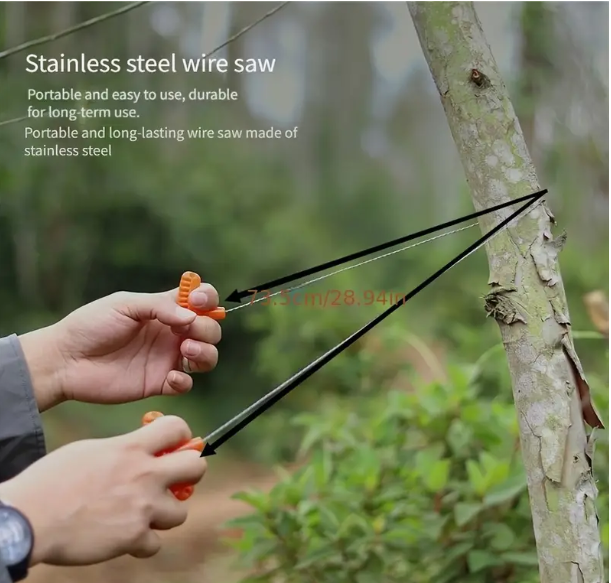 Stainless steel wire saw
Portable and easy to use, durable
for long-term use.
Portable and long-lasting wire saw made of
stainless steel
73.5cm/28.94in